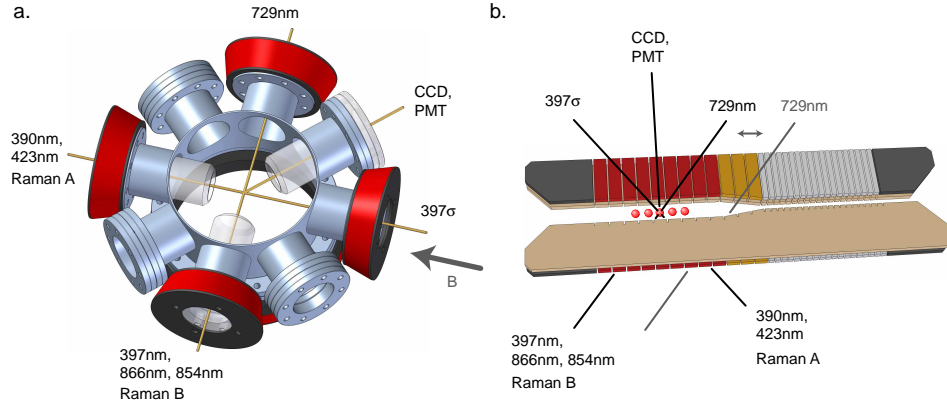 a.
729nm
CCD,
PMT
390nm,
423nm
Raman A
397σ
B
397nm,
866nm, 854nm
Raman B
b.
CCD,
PMT
397σ
729nm
729nm
397nm,
866nm, 854nm
Raman B
390nm,
423nm
Raman A